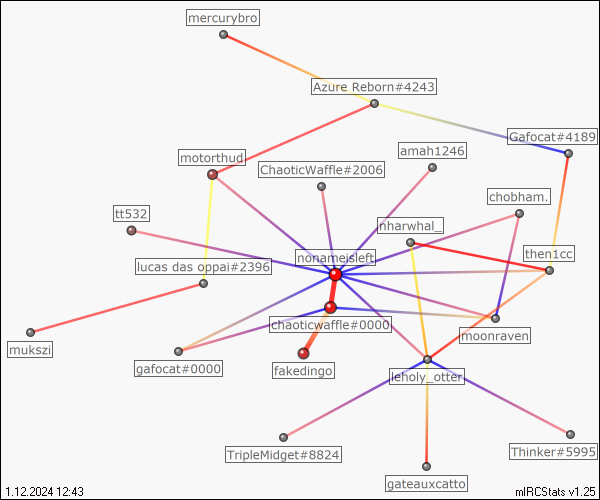 mercurybro
Azure Reborn#4243
Gafocat#4189
amah1246
motorthud
ChaoticWaffle#2006
chobham.
tt532
nharwhal_
nonameisleft
then1cc
lucas das oppai#2396
chaoticwaffle#0000
moonraven
mukszi
gafocat#0000
fakedingo
leholy_otter
TripleMidget#8824
Thinker#5995
gateauxcatto
1.12.2024 12:43
mIRCStats v1.25